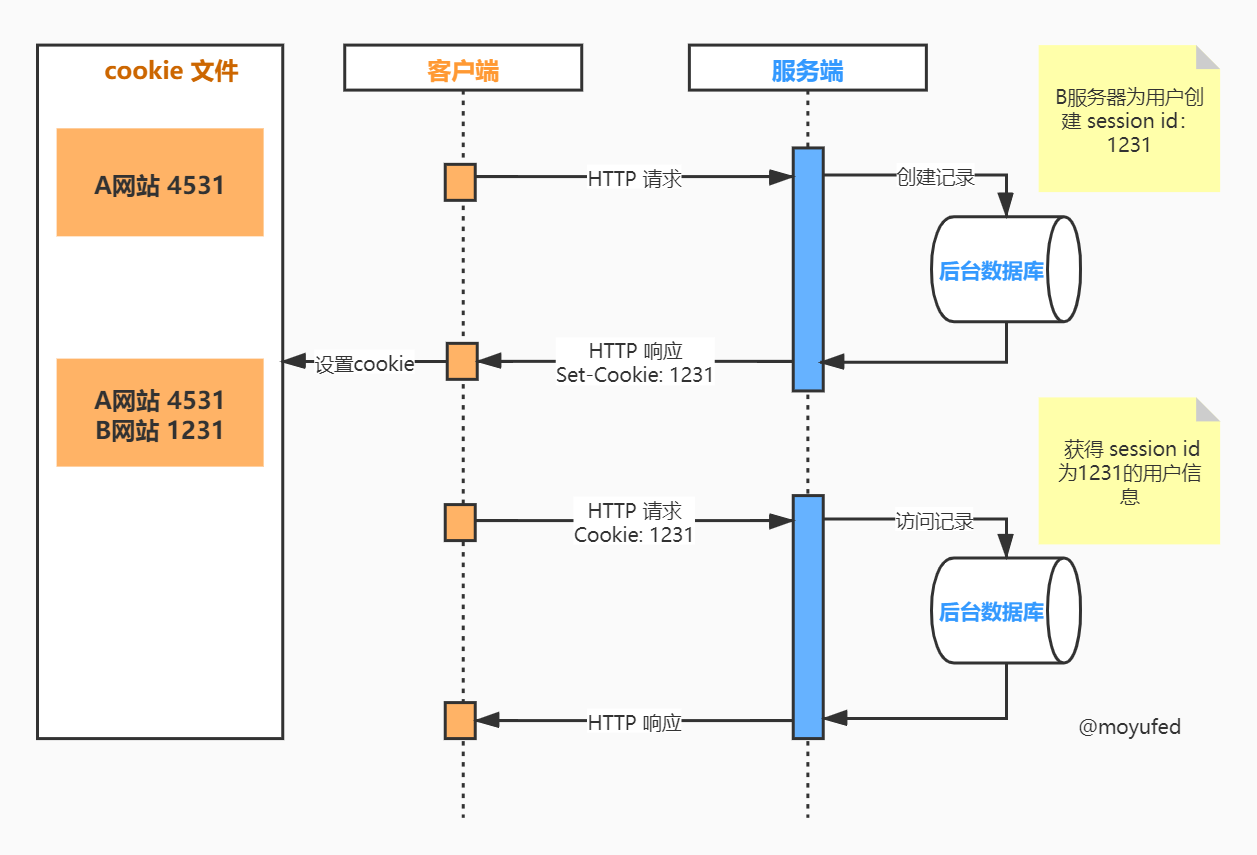 cookie 文件
客户端
服务端
B服务器为用户创
建 session id：
1231
A网站 4531
HTTP 请求
创建记录
后台数据库
设置cookie
HTTP 响应
Set-Cookie: 1231
A网站 4531
B网站 1231
获得 session id
为1231的用户信
息
HTTP 请求
Cookie: 1231
访问记录
后台数据库
HTTP 响应
@moyufed